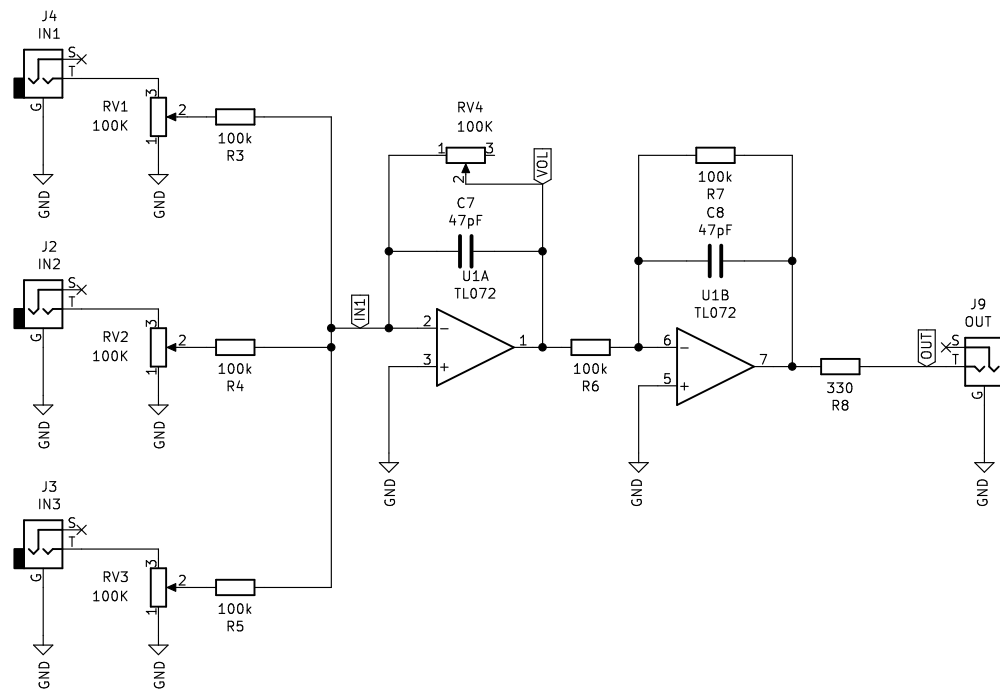 J4
IN1
S
T
G
GND
RV1
100K
3
2
1
GND
100k
R3
J2
IN2
S
T
G
GND
RV2
100K
3
2
1
GND
100k
R4
J3
IN3
S
T
G
GND
RV3
100K
3
2
1
GND
100k
R5
IN1
RV4
100K
1
3
2
VOL
C7
47pF
U1A
TL072
2
3
1
−
+
GND
100k
R6
100k
R7
C8
47pF
U1B
TL072
6
5
7
−
+
GND
330
R8
OUT
J9
OUT
S
T
G
GND